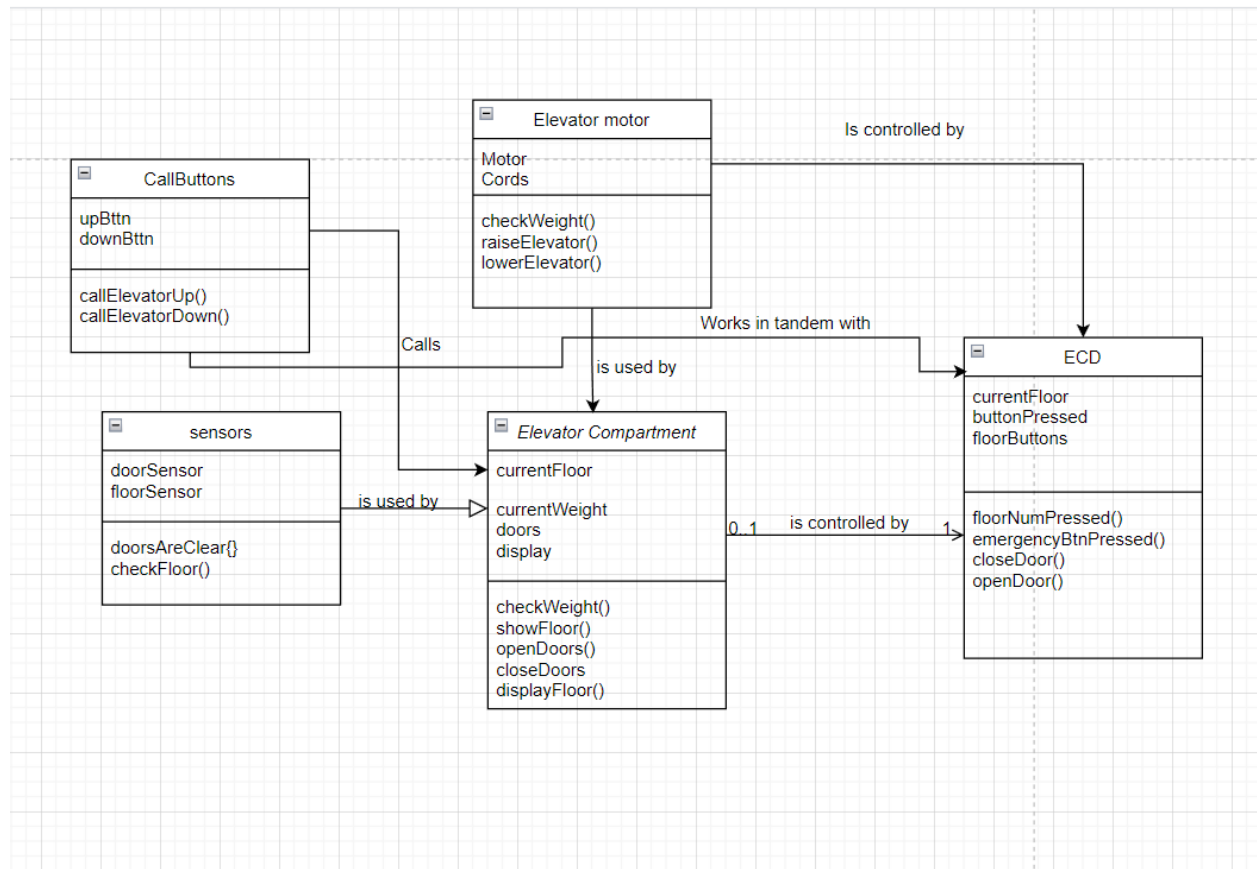 Elevator motor
Motor
Cords
checkWeight()
raiseElevator()
lowerElevator()
Is controlled by
CallButtons
upBttn
downBttn
callElevatorUp()
callElevatorDown()
Calls
Works in tandem with
is used by
ECD
currentFloor
buttonPressed
floorButtons
floorNumPressed()
emergencyBtnPressed()
closeDoor()
openDoor()
sensors
doorSensor
floorSensor
doorsAreClear{}
checkFloor()
is used by
Elevator Compartment
currentFloor
currentWeight
doors
display
checkWeight()
showFloor()
openDoors()
closeDoors
displayFloor()
0..1
is controlled by
1